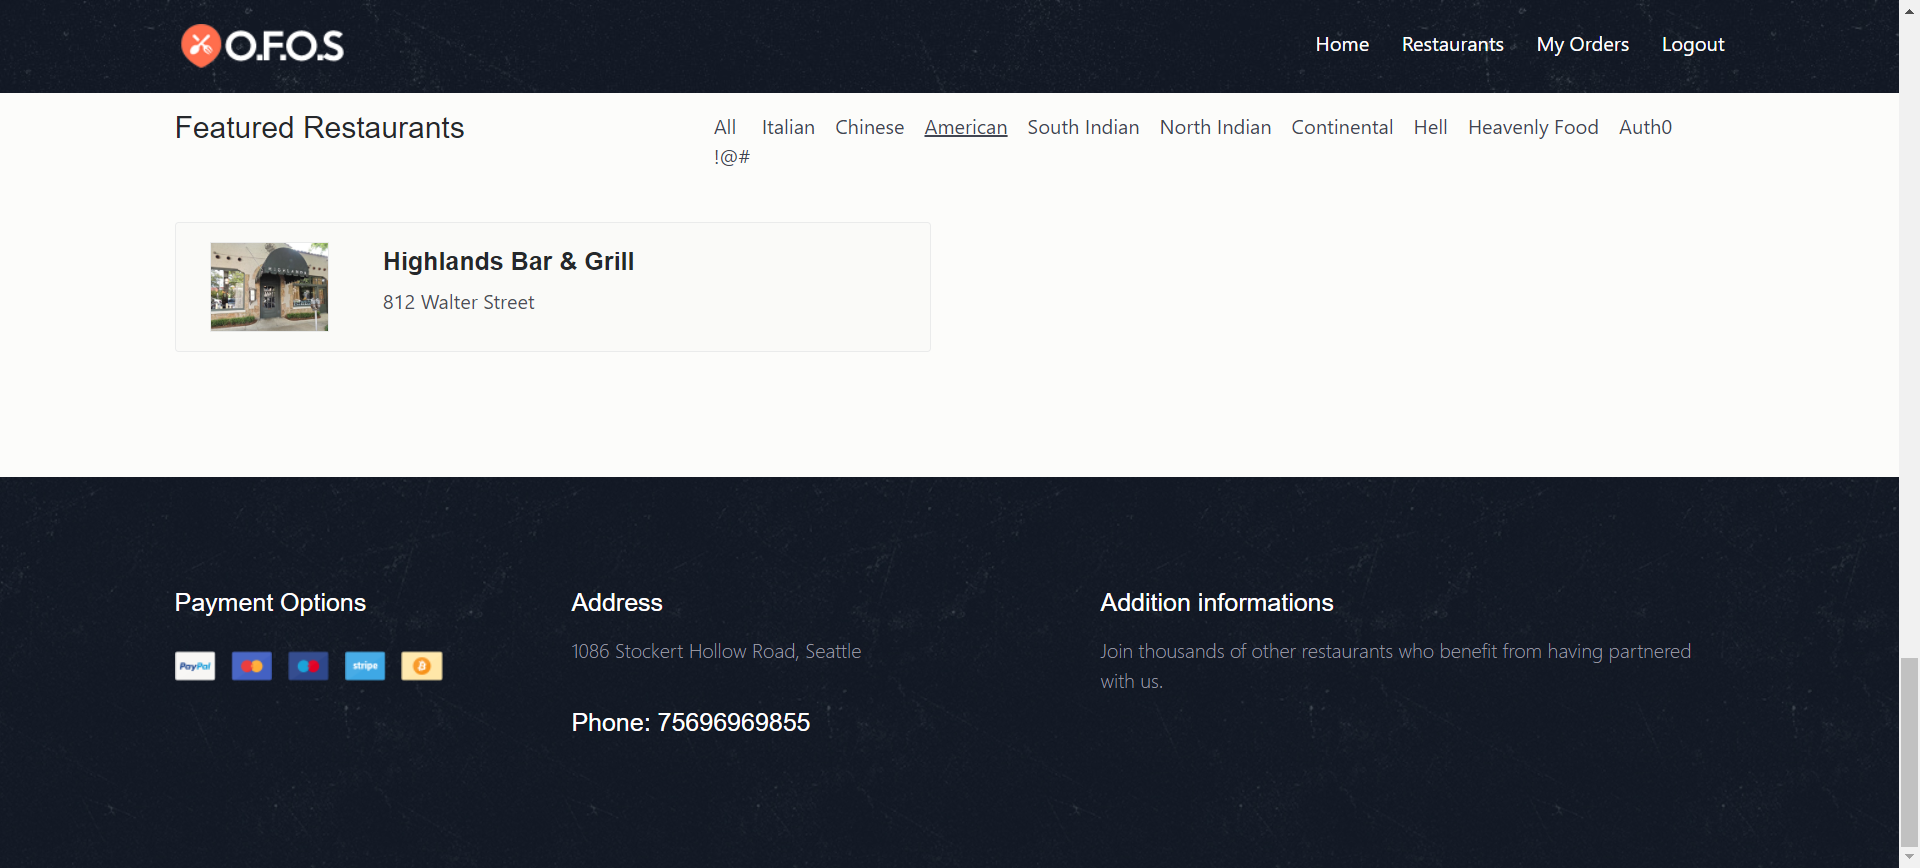 O.F.O.S
Home Restaurants My Orders Logout
Featured Restaurants
All Italian Chinese American South Indian North Indian Continental Hell Heavenly Food Auth0
!@#
HIGHLANDS
Highlands Bar & Grill
812 Walter Street
Payment Options
PayPal
stripe
Address
1086 Stockert Hollow Road, Seattle
Phone: 75696969855
Addition informations
Join thousands of other restaurants who benefit from having partnered
with us.